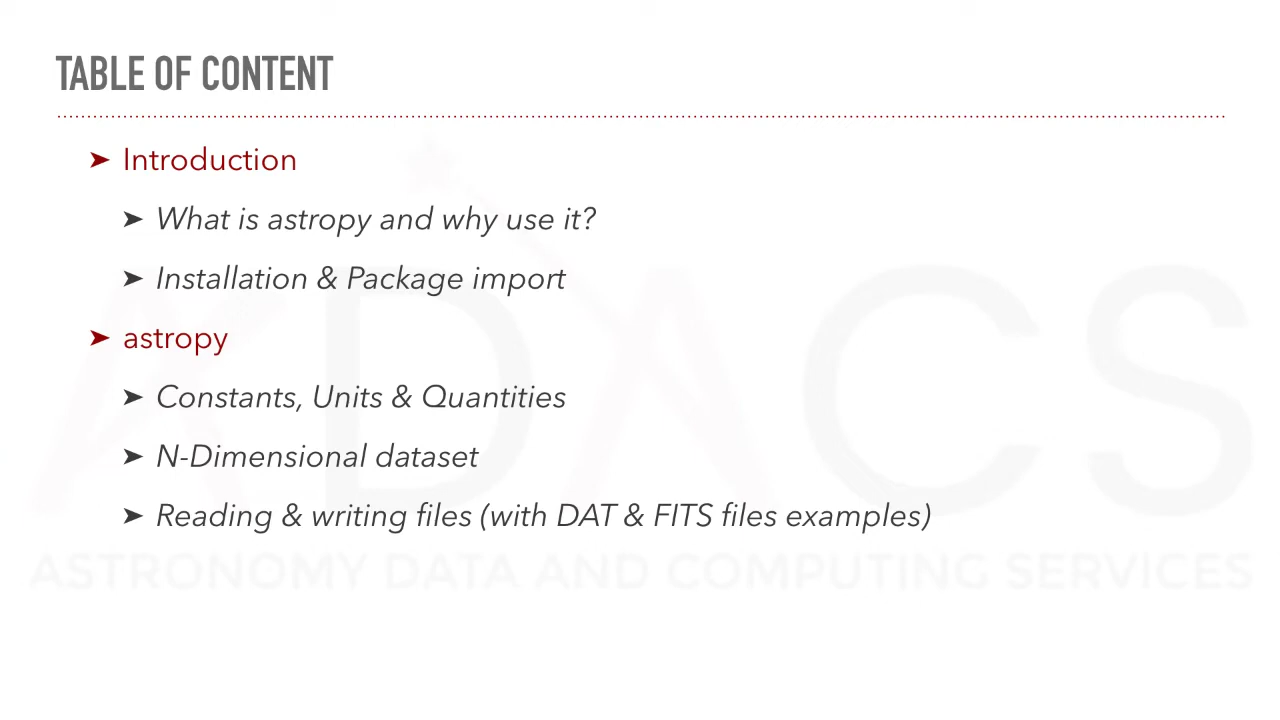 TABLE OF CONTENT
➤ Introduction
➤ What is astropy and why use it?
➤ Installation & Package import
➤ astropy
➤ Constants, Units & Quantities
➤ N-Dimensional dataset
➤ Reading & writing files (with DAT & FITS files examples)
ADACS
ASTRONOMY DATA AND COMPUTING SERVICES